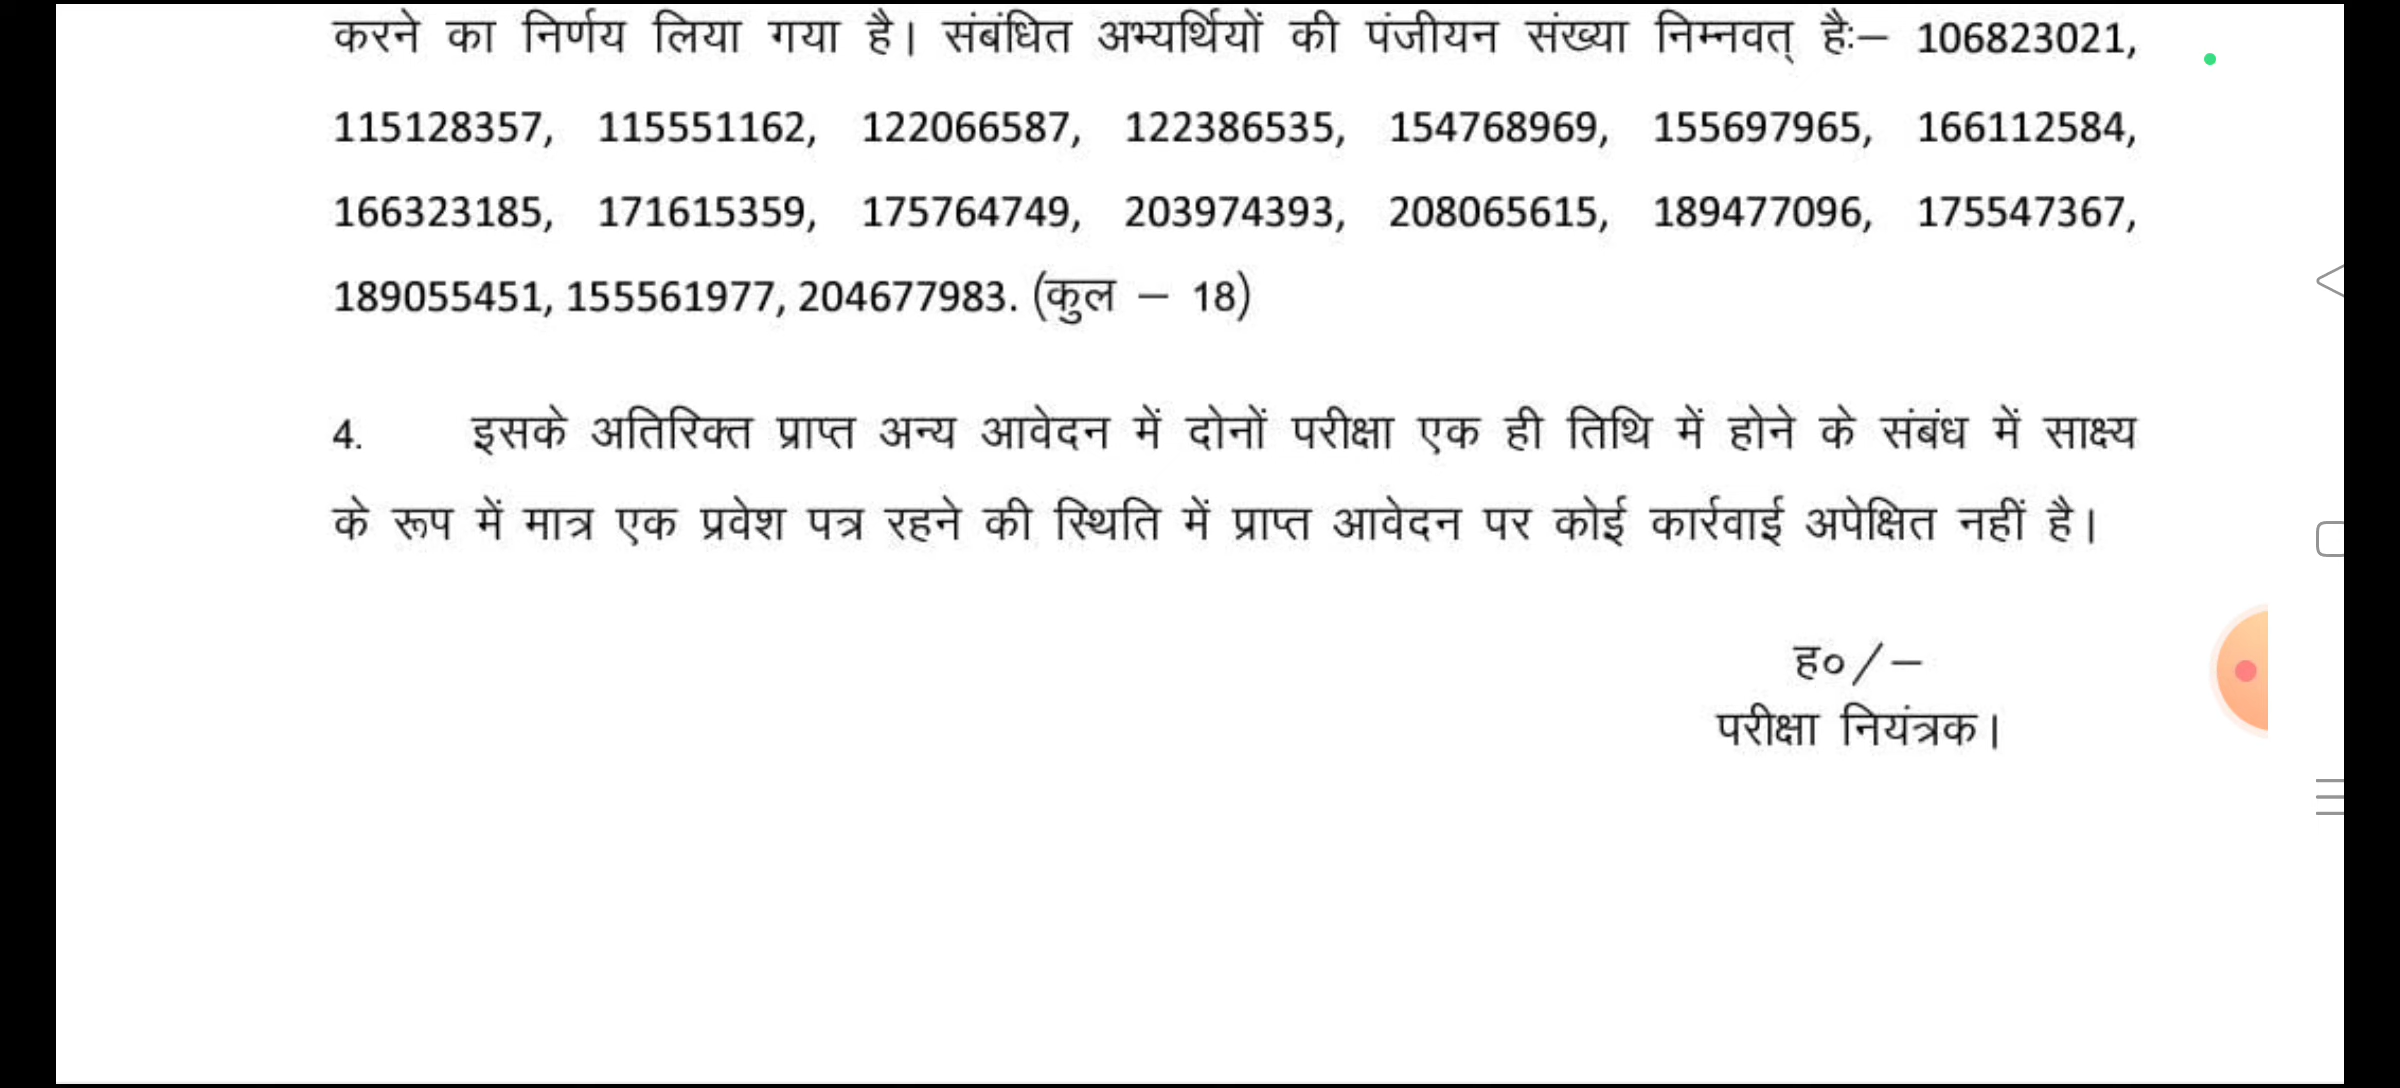 करने का निर्णय लिया गया है। संबंधित अभ्यर्थियों की पंजीयन संख्या निम्नवत् है:– 106823021,
115128357, 115551162, 122066587, 122386535, 154768969, 155697965, 166112584,
166323185, 171615359, 175764749, 203974393, 208065615, 189477096, 175547367,
189055451, 155561977, 204677983. (कुल – 18)
4. इसके अतिरिक्त प्राप्त अन्य आवेदन में दोनों परीक्षा एक ही तिथि में होने के संबंध में साक्ष्य
के रूप में मात्र एक प्रवेश पत्र रहने की स्थिति में प्राप्त आवेदन पर कोई कार्रवाई अपेक्षित नहीं है।
ह०/–
परीक्षा नियंत्रक।